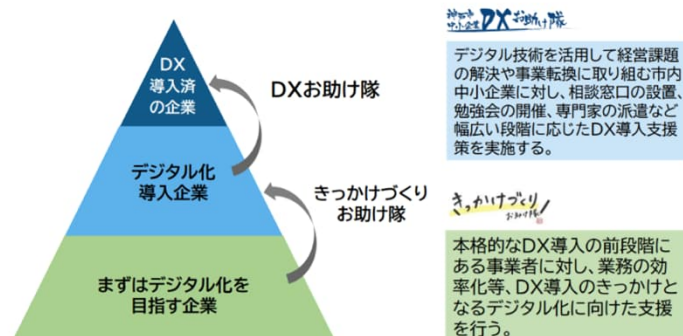 DX
導入済
の企業
DXお助け隊
デジタル化
導入企業
きっかけづくり
お助け隊
まずはデジタル化を
目指す企業
神戸市
中小企業 DXお助け隊
デジタル技術を活用して経営課題
の解決や事業転換に取り組む市内
中小企業に対し、相談窓口の設置、
勉強会の開催、専門家の派遣など
幅広い段階に応じたDX導入支援
策を実施する。
きっかけづくり
お助け隊
本格的なDX導入の前段階に
ある事業者に対し、業務の効
率化等、DX導入のきっかけと
なるデジタル化に向けた支援
を行う。